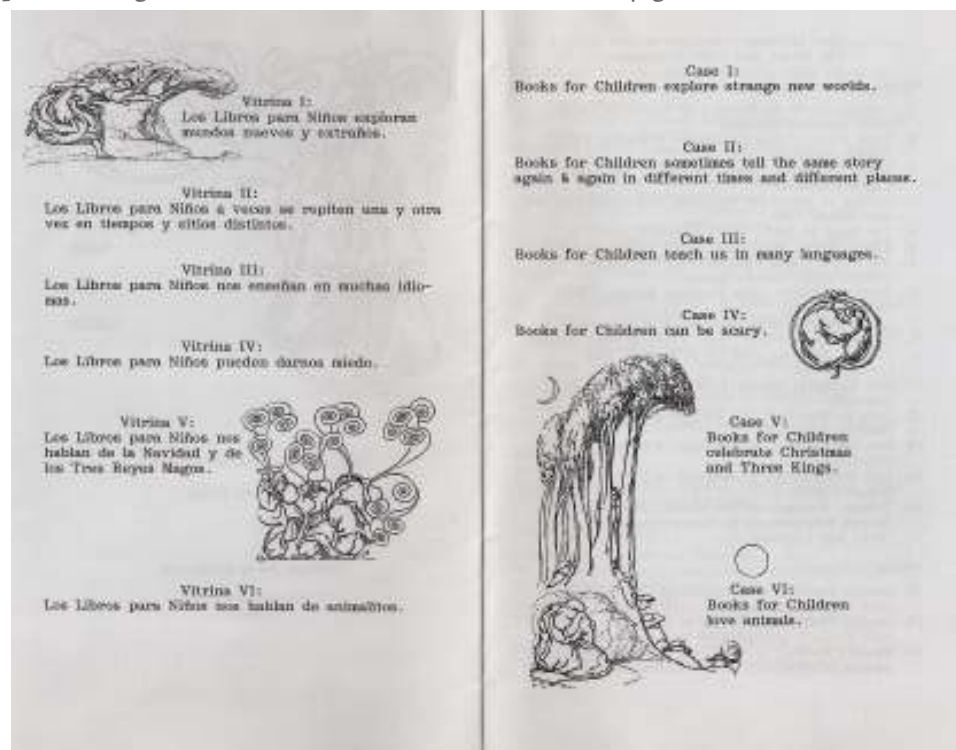 Vitrina I:
Los Libros para Niños exploran
mundos nuevos y extraños.
Vitrina II:
Los Libros para Niños a veces se repiten una y otra
vez en tiempos y sitios distintos.
Vitrina III:
Los Libros para Niños nos enseñan en muchas idio-
mas.
Vitrina IV:
Los Libros para Niños pueden darnos miedo.
Vitrina V:
Los Libros para Niños nos
hablan de la Navidad y de
los Tres Reyes Magos.
Vitrina VI:
Los Libros para Niños nos hablan de animalitos.
Case I:
Books for Children explore strange new worlds.
Case II:
Books for Children sometimes tell the same story
again & again in different times and different places.
Case III:
Books for Children teach us in many languages.
Case IV:
Books for Children can be scary.
Case V:
Books for Children
celebrate Christmas
and Three Kings.
Case VI:
Books for Children
love animals.